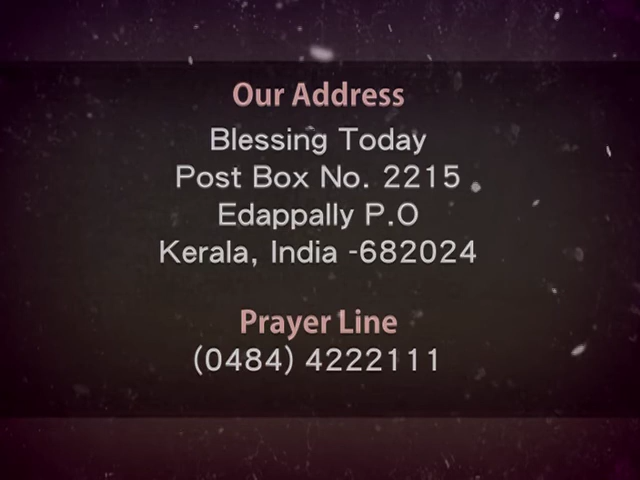 Our Address
Blessing Today
Post Box No. 2215
Edappally P.O
Kerala, India -682024
Prayer Line
(0484) 4222111